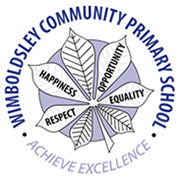 • WIMBOLDSLEY COMMUNITY PRIMARY SCHOOL •
HAPPINESS
OPPORTUNITY
EQUALITY
RESPECT
ACHIEVE EXCELLENCE